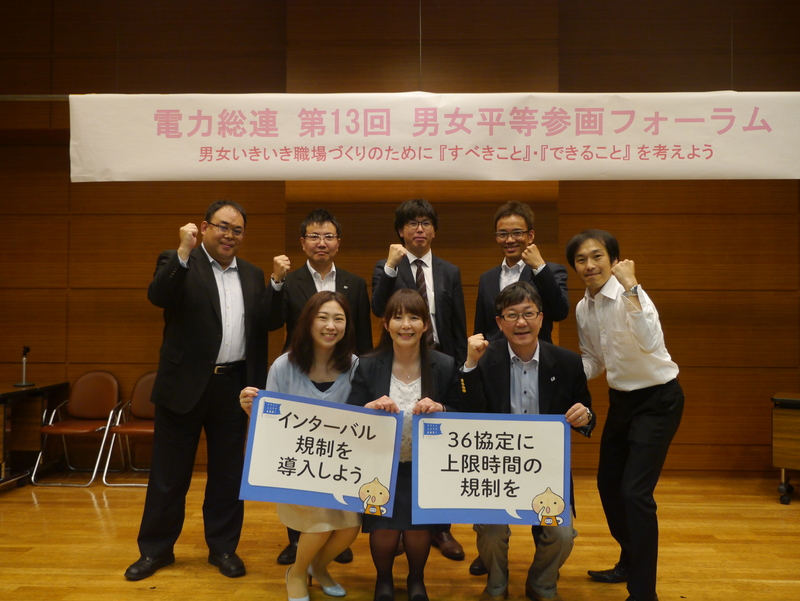 電力総連 第13回 男女平等参画フォーラム
男女いきいき職場づくりのために『すべきこと』・『できること』を考えよう
インターバル
規制を
導入しよう
36協定に
上限時間の
規制を